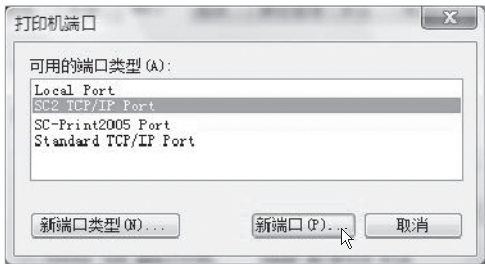 打印机端口
可用的端口类型(A):
Local Port
SC2 TCP/IP Port
SC-Print2005 Port
Standard TCP/IP Port
新端口类型(N)... 新端口(P)... 取消